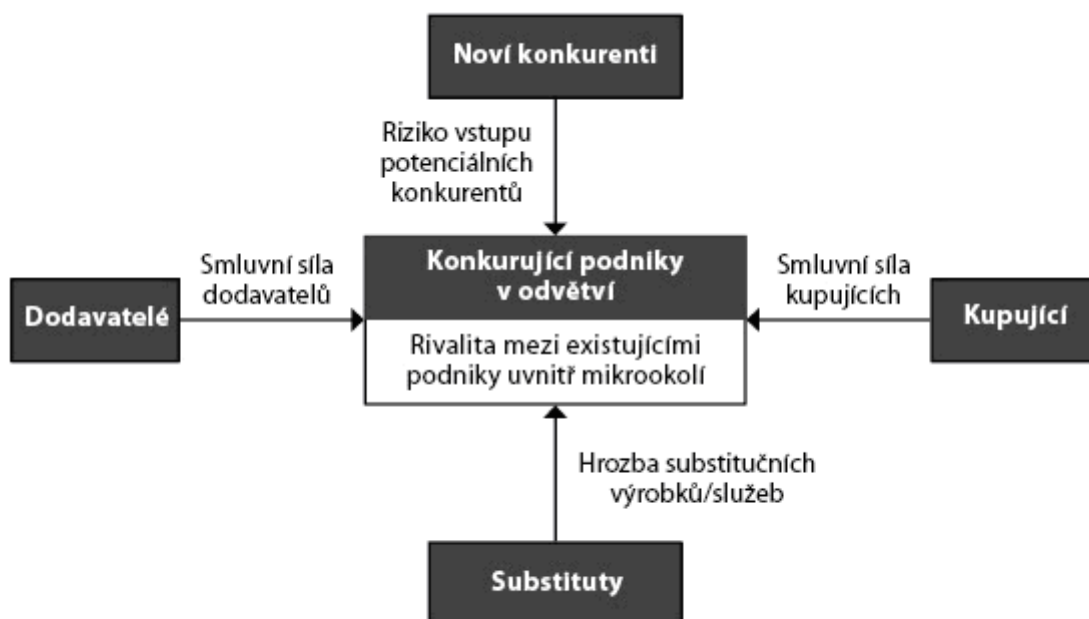 Noví konkurenti
Riziko vstupu
potenciálních
konkurentů
Smluvní síla
dodavatelů
Konkurující podniky
v odvětví
Smluvní síla
kupujících
Dodavatelé
Kupující
Rivalita mezi existujícími
podniky uvnitř mikrookolí
Hrozba substitučních
výrobků/služeb
Substituty